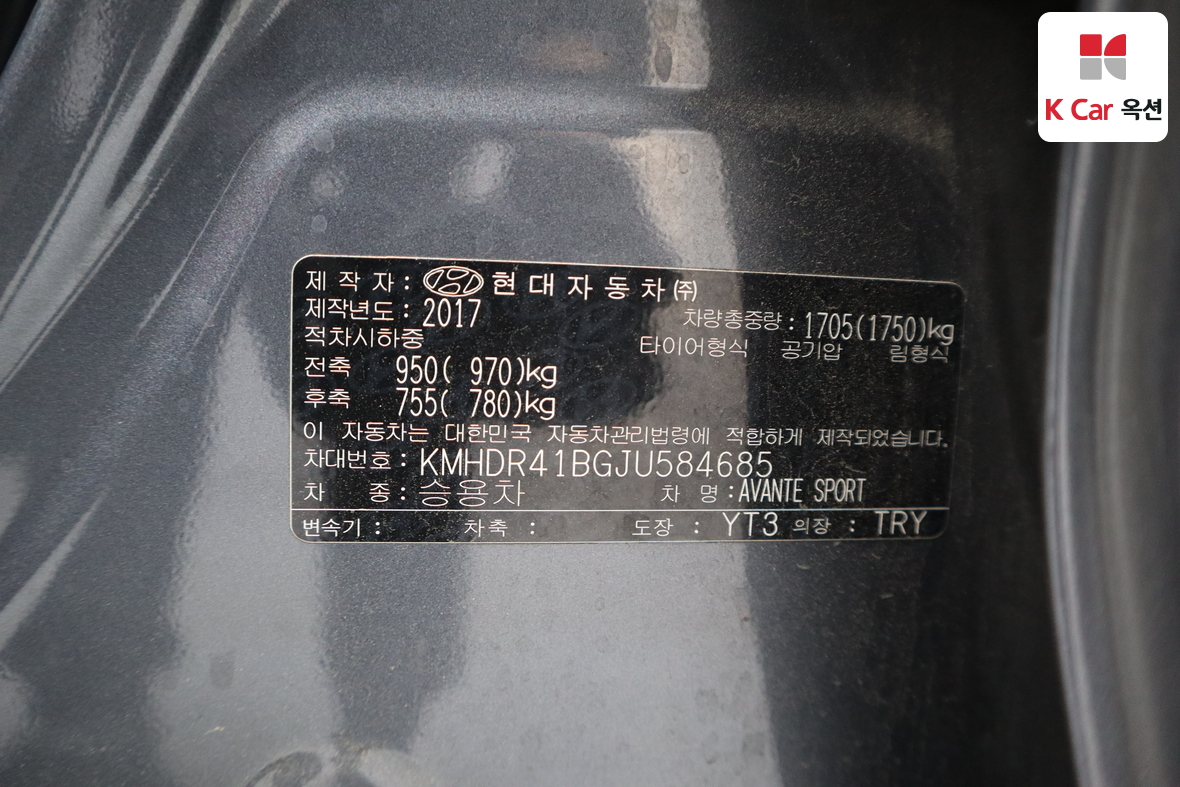 K Car 옥션
제 작 자 : 현대자동차(주)
제작년도 : 2017
차량총중량 : 1705(1750)kg
적차시하중
타이어형식 공기압 림형식
전축 950( 970)kg
후축 755( 780)kg
이 자동차는 대한민국 자동차관리법령에 적합하게 제작되었습니다.
차대번호 : KMHDR41BGJU584685
차 종 : 승용차 차 명 : AVANTE SPORT
변속기 : 차축 : 도장 : YT3 의장 : TRY